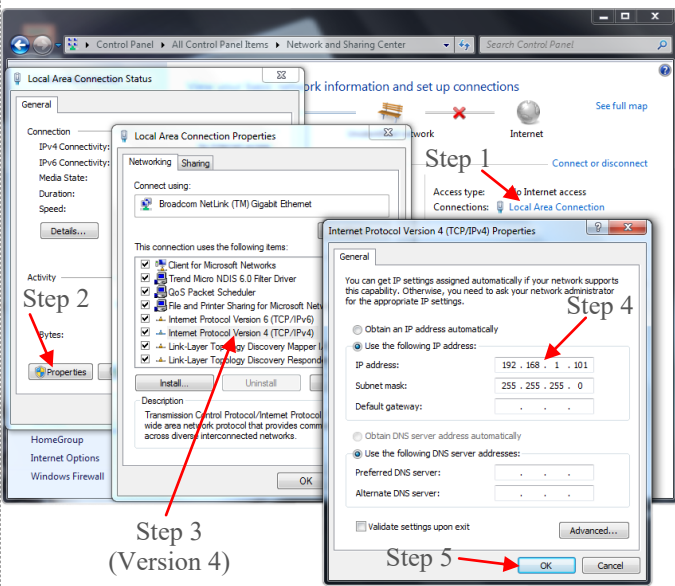 Control Panel ▸ All Control Panel Items ▸ Network and Sharing Center
Search Control Panel
Local Area Connection Status
General
Connection
IPv4 Connectivity:
IPv6 Connectivity:
Media State:
Duration:
Speed:
Details...
Activity
Step 2
Bytes:
Properties
HomeGroup
Internet Options
Windows Firewall
network information and set up connections
See full map
Internet
Step 1
Connect or disconnect
Access type: No Internet access
Connections: Local Area Connection
Local Area Connection Properties
Networking
Sharing
Connect using:
Broadcom NetLink (TM) Gigabit Ethernet
This connection uses the following items:
Client for Microsoft Networks
Trend Micro NDIS 6.0 Filter Driver
QoS Packet Scheduler
File and Printer Sharing for Microsoft Netw
Internet Protocol Version 6 (TCP/IPv6)
Internet Protocol Version 4 (TCP/IPv4)
Link-Layer Topology Discovery Mapper I
Link-Layer Topology Discovery Responde
Install...
Uninstall
Description
Transmission Control Protocol/Internet Protocol
wide area network protocol that provides comm
across diverse interconnected networks.
OK
Step 3
(Version 4)
Internet Protocol Version 4 (TCP/IPv4) Properties
General
You can get IP settings assigned automatically if your network supports
this capability. Otherwise, you need to ask your network administrator
for the appropriate IP settings.
Step 4
Obtain an IP address automatically
Use the following IP address:
IP address: 192 . 168 . 1 . 101
Subnet mask: 255 . 255 . 255 . 0
Default gateway: . . .
Obtain DNS server address automatically
Use the following DNS server addresses:
Preferred DNS server: . . .
Alternate DNS server: . . .
Validate settings upon exit
Advanced...
Step 5
OK
Cancel